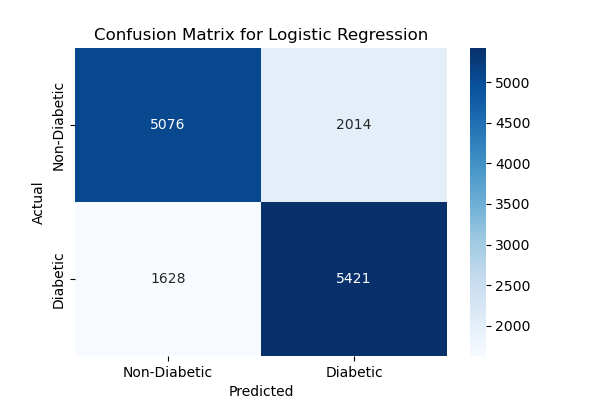 Confusion Matrix for Logistic Regression
Actual
Non-Diabetic
Diabetic
5076 2014
1628 5421
Non-Diabetic Diabetic
Predicted
5000
4500
4000
3500
3000
2500
2000